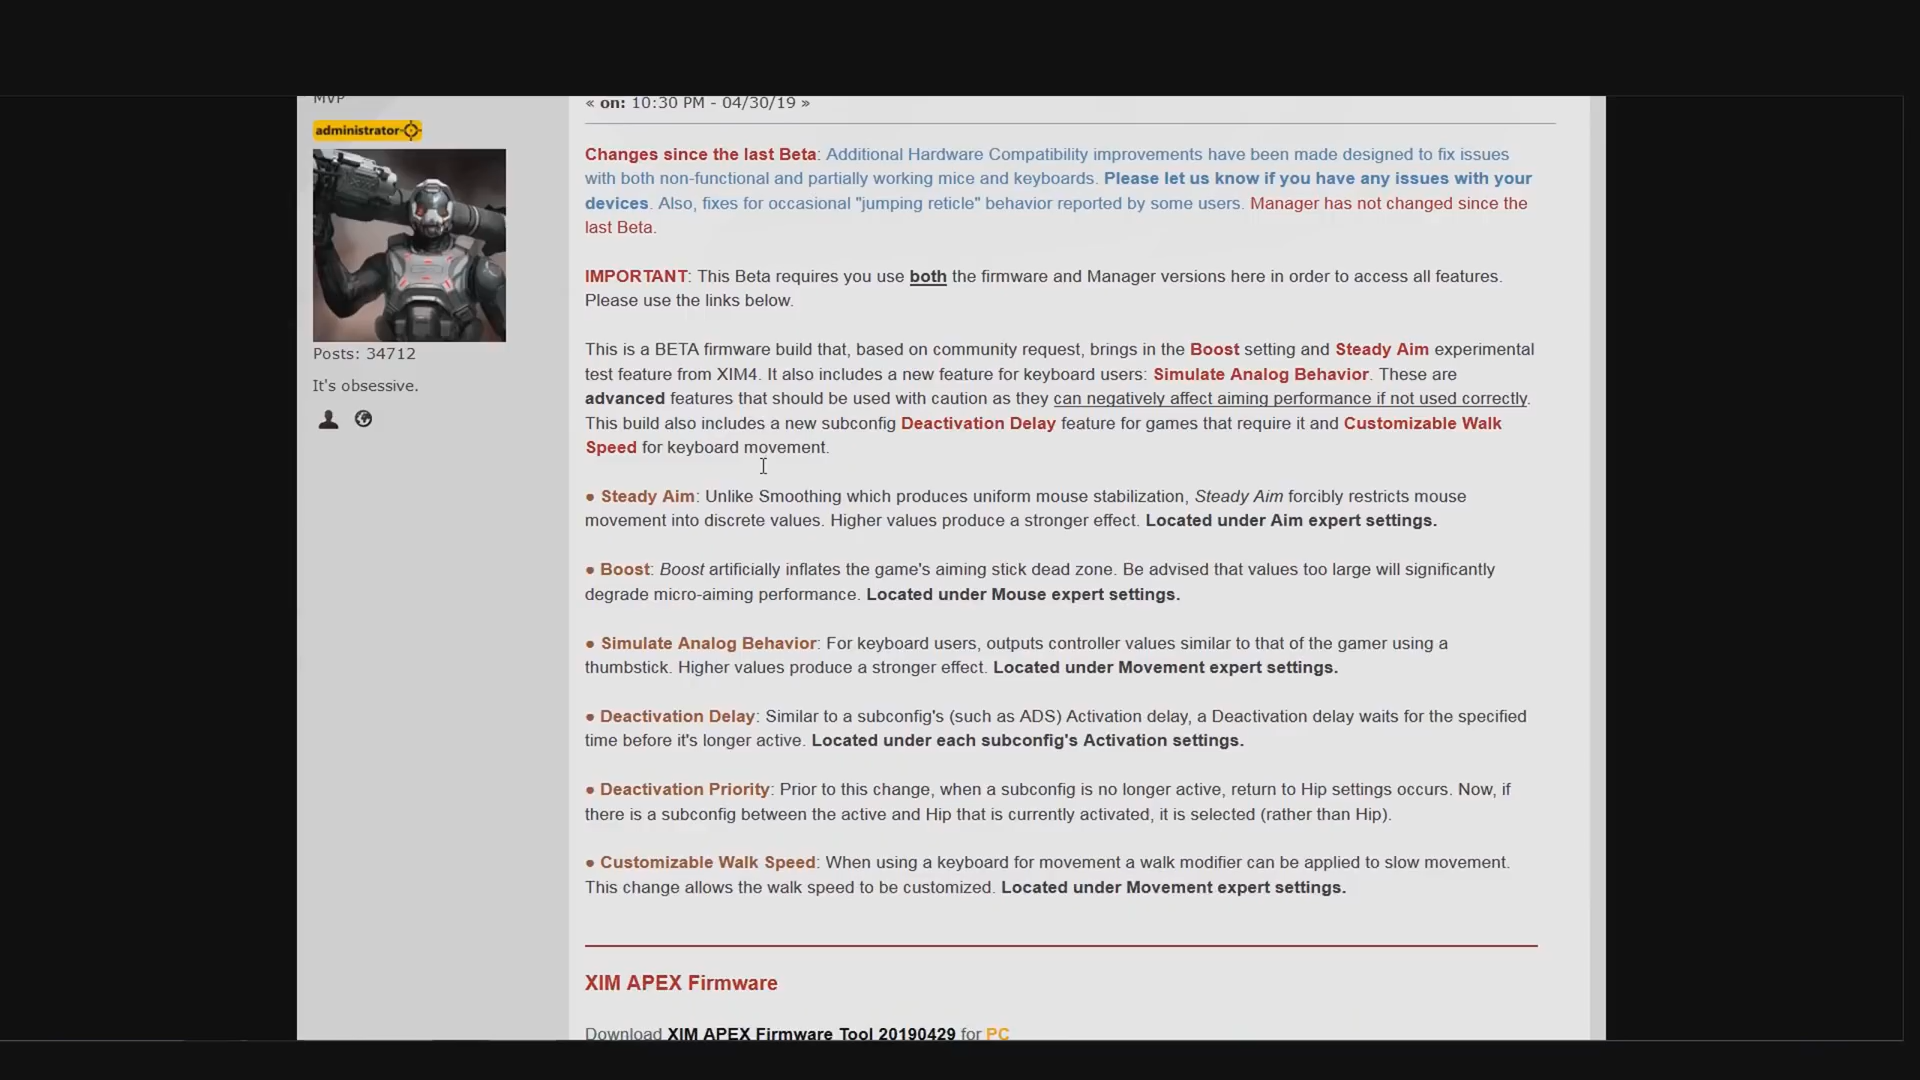 MVP
administrator
Posts: 34712
It's obsessive.
« on: 10:30 PM - 04/30/19 »
Changes since the last Beta: Additional Hardware Compatibility improvements have been made designed to fix issues
with both non-functional and partially working mice and keyboards. Please let us know if you have any issues with your
devices. Also, fixes for occasional "jumping reticle" behavior reported by some users. Manager has not changed since the
last Beta.
IMPORTANT: This Beta requires you use both the firmware and Manager versions here in order to access all features.
Please use the links below.
This is a BETA firmware build that, based on community request, brings in the Boost setting and Steady Aim experimental
test feature from XIM4. It also includes a new feature for keyboard users: Simulate Analog Behavior. These are
advanced features that should be used with caution as they can negatively affect aiming performance if not used correctly.
This build also includes a new subconfig Deactivation Delay feature for games that require it and Customizable Walk
Speed for keyboard movement.
● Steady Aim: Unlike Smoothing which produces uniform mouse stabilization, Steady Aim forcibly restricts mouse
movement into discrete values. Higher values produce a stronger effect. Located under Aim expert settings.
● Boost: Boost artificially inflates the game's aiming stick dead zone. Be advised that values too large will significantly
degrade micro-aiming performance. Located under Mouse expert settings.
● Simulate Analog Behavior: For keyboard users, outputs controller values similar to that of the gamer using a
thumbstick. Higher values produce a stronger effect. Located under Movement expert settings.
● Deactivation Delay: Similar to a subconfig's (such as ADS) Activation delay, a Deactivation delay waits for the specified
time before it's longer active. Located under each subconfig's Activation settings.
● Deactivation Priority: Prior to this change, when a subconfig is no longer active, return to Hip settings occurs. Now, if
there is a subconfig between the active and Hip that is currently activated, it is selected (rather than Hip).
● Customizable Walk Speed: When using a keyboard for movement a walk modifier can be applied to slow movement.
This change allows the walk speed to be customized. Located under Movement expert settings.
XIM APEX Firmware
Download XIM APEX Firmware Tool 20190429 for PC